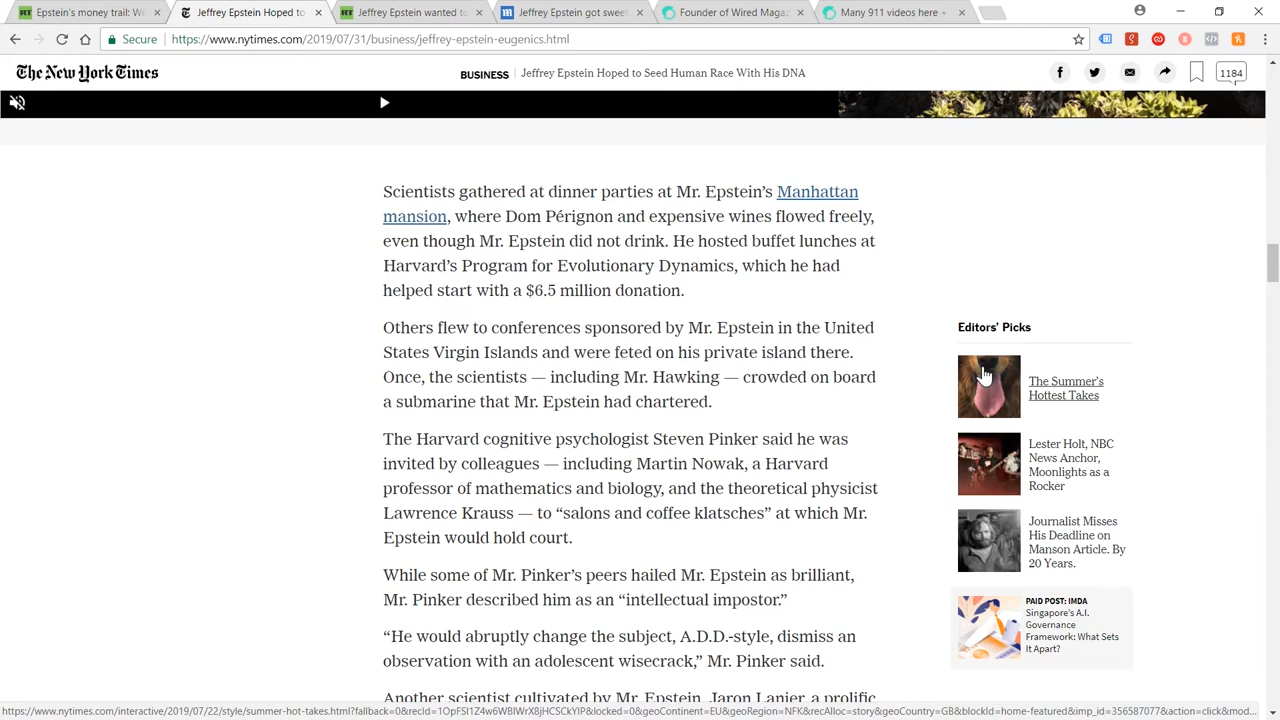 Epstein's money trail: Wi
Jeffrey Epstein Hoped to
Jeffrey Epstein wanted to
Jeffrey Epstein got sweet
Founder of Wired Magaz
Many 911 videos here +
Secure
https://www.nytimes.com/2019/07/31/business/jeffrey-epstein-eugenics.html
The New York Times
BUSINESS | Jeffrey Epstein Hoped to Seed Human Race With His DNA
1184
Scientists gathered at dinner parties at Mr. Epstein's Manhattan
mansion, where Dom Pérignon and expensive wines flowed freely,
even though Mr. Epstein did not drink. He hosted buffet lunches at
Harvard's Program for Evolutionary Dynamics, which he had
helped start with a $6.5 million donation.
Others flew to conferences sponsored by Mr. Epstein in the United
States Virgin Islands and were feted on his private island there.
Once, the scientists — including Mr. Hawking — crowded on board
a submarine that Mr. Epstein had chartered.
The Harvard cognitive psychologist Steven Pinker said he was
invited by colleagues — including Martin Nowak, a Harvard
professor of mathematics and biology, and the theoretical physicist
Lawrence Krauss — to “salons and coffee klatsches” at which Mr.
Epstein would hold court.
While some of Mr. Pinker's peers hailed Mr. Epstein as brilliant,
Mr. Pinker described him as an “intellectual impostor.”
“He would abruptly change the subject, A.D.D.-style, dismiss an
observation with an adolescent wisecrack,” Mr. Pinker said.
Another scientist cultivated by Mr. Epstein, Jaron Lanier, a prolific
Editors' Picks
The Summer's
Hottest Takes
Lester Holt, NBC
News Anchor,
Moonlights as a
Rocker
Journalist Misses
His Deadline on
Manson Article. By
20 Years.
PAID POST: IMDA
Singapore's A.I.
Governance
Framework: What Sets
It Apart?